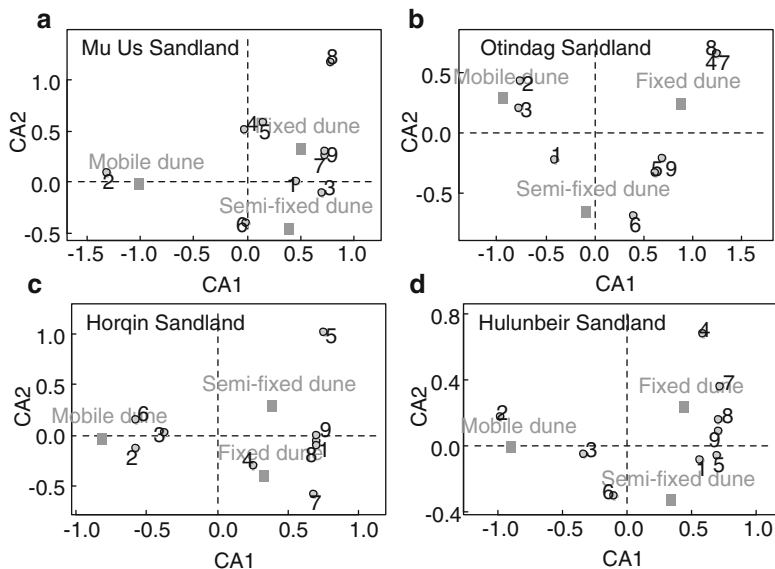 a
Mu Us Sandland
8
1.0
CA2
0.5
4
5
Fixed dune
9
7
Mobile dune
0.0
2
1
3
Semi-fixed dune
6
-0.5
-1.5 -1.0 -0.5 0.0 0.5 1.0
CA1
b
Otindag Sandland
8
47
0.5
Mobile dune
2
Fixed dune
3
CA2
0.0
1
5
9
-0.5
Semi-fixed dune
6
-1.0 -0.5 0.0 0.5 1.0 1.5
CA1
c
Horqin Sandland
1.0
5
CA2
0.5
Semi-fixed dune
Mobile dune
6
0.0
3
9
2
8
1
4
Fixed dune
-0.5
7
-1.0 -0.5 0.0 0.5 1.0
CA1
d
Hulunbeir Sandland
0.8
4
CA2
0.4
7
Fixed dune
2
8
Mobile dune
9
0.0
3
1
5
Semi-fixed dune
6
-0.4
-1.0 -0.5 0.0 0.5 1.0
CA1